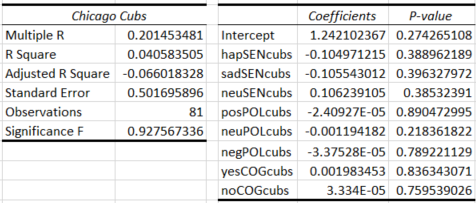 Chicago Cubs
Multiple R 0.201453481
R Square 0.040583505
Adjusted R Square -0.066018328
Standard Error 0.501695896
Observations 81
Significance F 0.927567336
Coefficients P-value
Intercept 1.242102367 0.274265108
hapSENcubs -0.104971215 0.388962189
sadSENcubs -0.105543012 0.396327972
neuSENcubs 0.106239105 0.38532391
posPOLcubs -2.40927E-05 0.890472995
neuPOLcubs -0.001194182 0.218361822
negPOLcubs -3.37528E-05 0.789221129
yesCOGcubs 0.001983453 0.836343071
noCOGcubs 3.334E-05 0.759539026